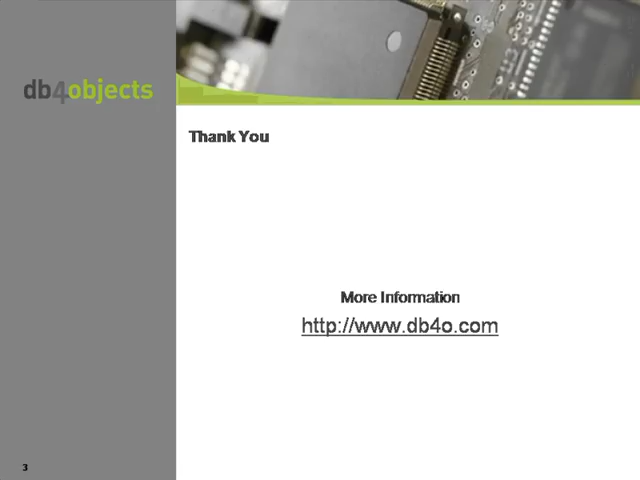 db4objects
Thank You
More Information
http://www.db4o.com
3